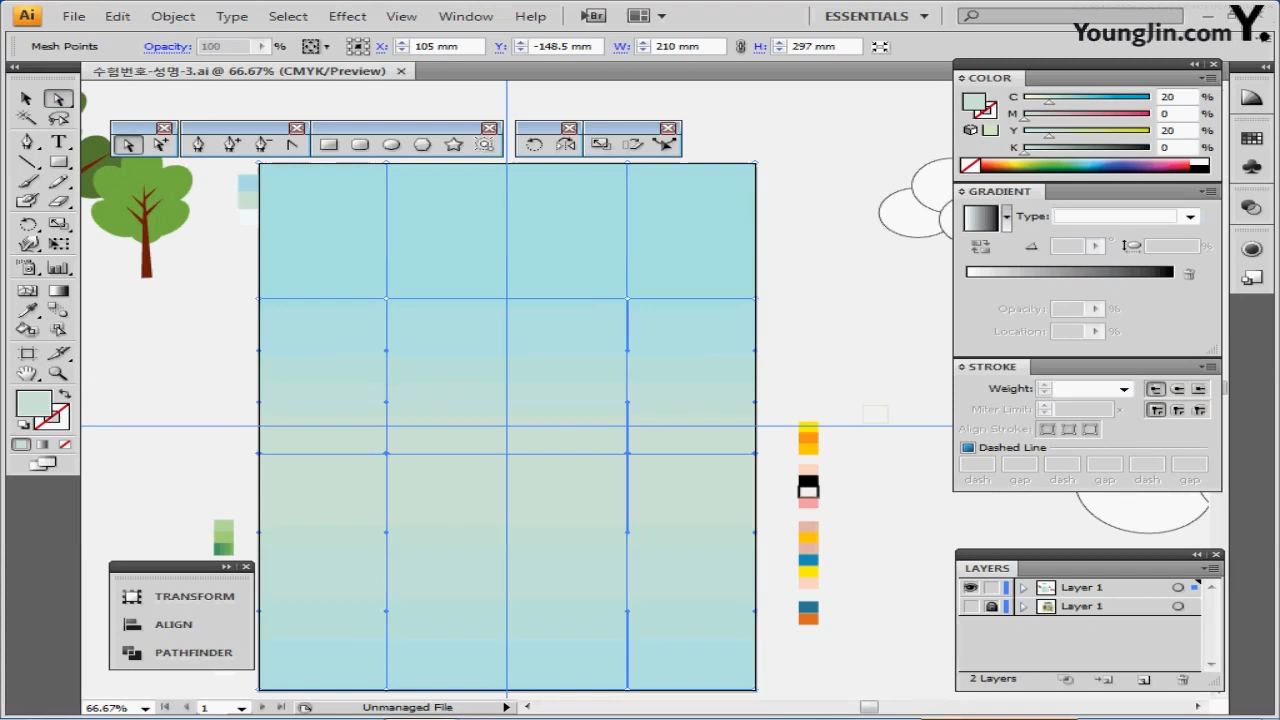 Ai File Edit Object Type Select Effect View Window Help Br ESSENTIALS
YoungJin.com Y.
Mesh Points Opacity: 100 % X: 105 mm Y: -148.5 mm W: 210 mm H: 297 mm
수험번호-성명-3.ai @ 66.67% (CMYK/Preview)
COLOR
C 20 %
M 0 %
Y 20 %
K 0 %
GRADIENT
Type:
Opacity: %
Location: %
STROKE
Weight:
Miter Limit: x
Align Stroke:
Dashed Line
dash gap dash gap dash gap
TRANSFORM
ALIGN
PATHFINDER
LAYERS
Layer 1
Layer 1
2 Layers
66.67% 1 Unmanaged File